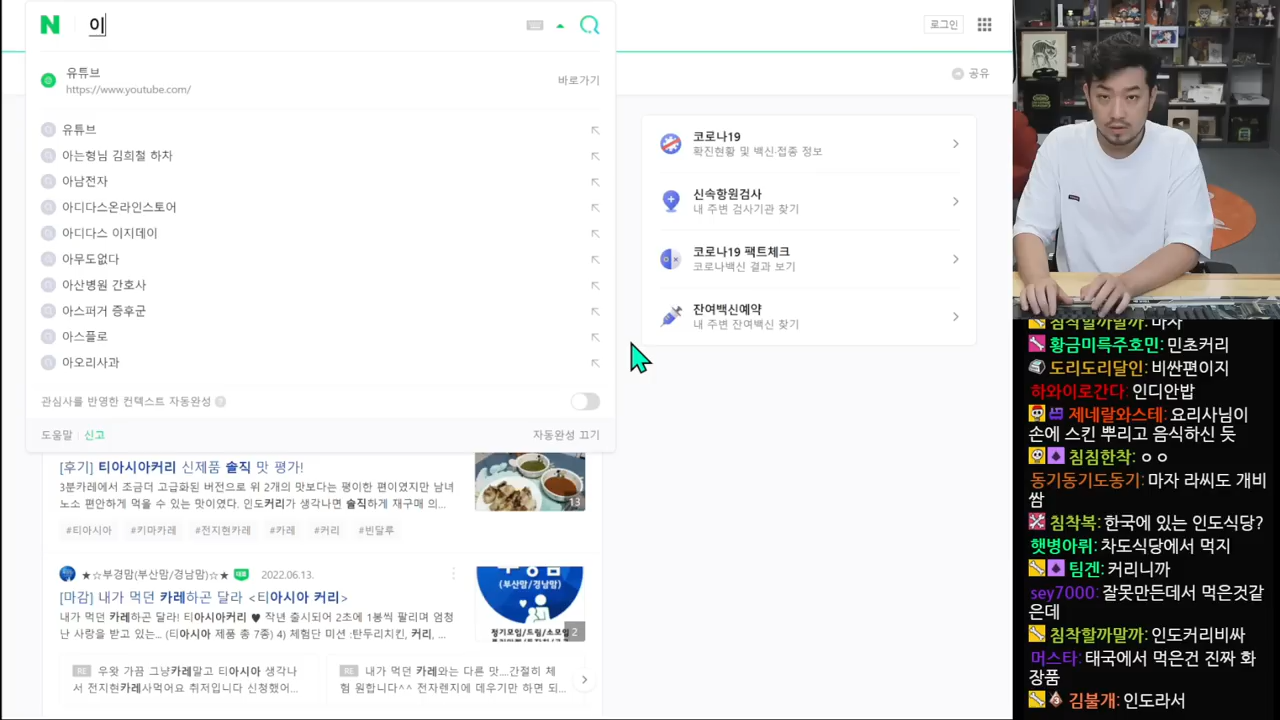 N 이
로그인
유튜브
https://www.youtube.com/
바로가기
공유
유튜브
아는형님 김희철 하차
아남전자
아디다스온라인스토어
아디다스 이지데이
아무도없다
아산병원 간호사
아스퍼거 증후군
아스플로
아오리사과
관심사를 반영한 컨텍스트 자동완성 ?
도움말 신고
자동완성 끄기
코로나19
확진현황 및 백신·접종 정보
신속항원검사
내 주변 검사기관 찾기
코로나19 팩트체크
코로나백신 결과 보기
잔여백신예약
내 주변 잔여백신 찾기
[후기] 티아시아커리 신제품 솔직 맛 평가!
3분카레에서 조금더 고급화된 버전으로 위 2개의 맛보다는 평범한 편이였지만 남녀
노소 편안하게 먹을 수 있는 맛이였다. 인도커리가 생각나면 솔직하게 재구매 의...
#티아시아 #키마카레 #전지현카레 #카레 #커리 #빈달루
13
★☆부경맘(부산맘/경남맘)☆★ 2022.06.13.
[마감] 내가 먹던 카레하곤 달라 <티아시아 커리>
내가 먹던 카레하곤 달라! 티아시아커리 ♥ 작년 출시되어 2초에 1봉씩 팔리며 엄청
난 사랑을 받고 있는... (티아시아 제품 총 7종) 4) 체험단 미션 :탄두리치킨, 커리, ...
(부산맘/경남맘)
정기모임/드림/소모임
2
RE 우왓 가끔 그냥카레말고 티아시아 생각나
서 전지현카레사먹어요 취저입니다 신청했어...
RE 내가 먹던 카레와는 다른 맛....간절히 체
험 원합니다^^ 전자렌지에 데우기만 하면 되...
침착할까말까: 마자
황금미륵주호민: 민초커리
도리도리달인: 비싼편이지
하와이로간다: 인디안밥
제네랄와스테: 요리사님이
손에 스킨 뿌리고 음식하신 듯
침침한착: ㅇㅇ
동기동기도동기: 마자 라씨도 개비
쌈
침착복: 한국에 있는 인도식당?
햇병아뤼: 차도식당에서 먹지
팀겐: 커리니까
sey7000: 잘못만든데서 먹은것같
은데
침착할까말까: 인도커리비싸
머스타: 태국에서 먹은건 진짜 화
장품
김불개: 인도라서